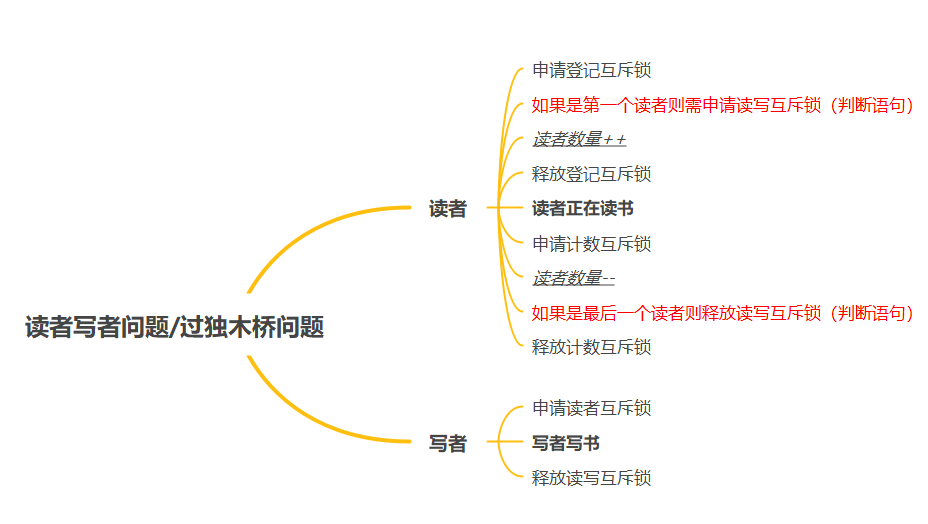 申请登记互斥锁
如果是第一个读者则需申请读写互斥锁（判断语句）
读者数量++
释放登记互斥锁
读者
读者正在读书
申请计数互斥锁
读者数量--
如果是最后一个读者则释放读写互斥锁（判断语句）
读者写者问题/过独木桥问题
释放计数互斥锁
申请读者互斥锁
写者
写者写书
释放读写互斥锁